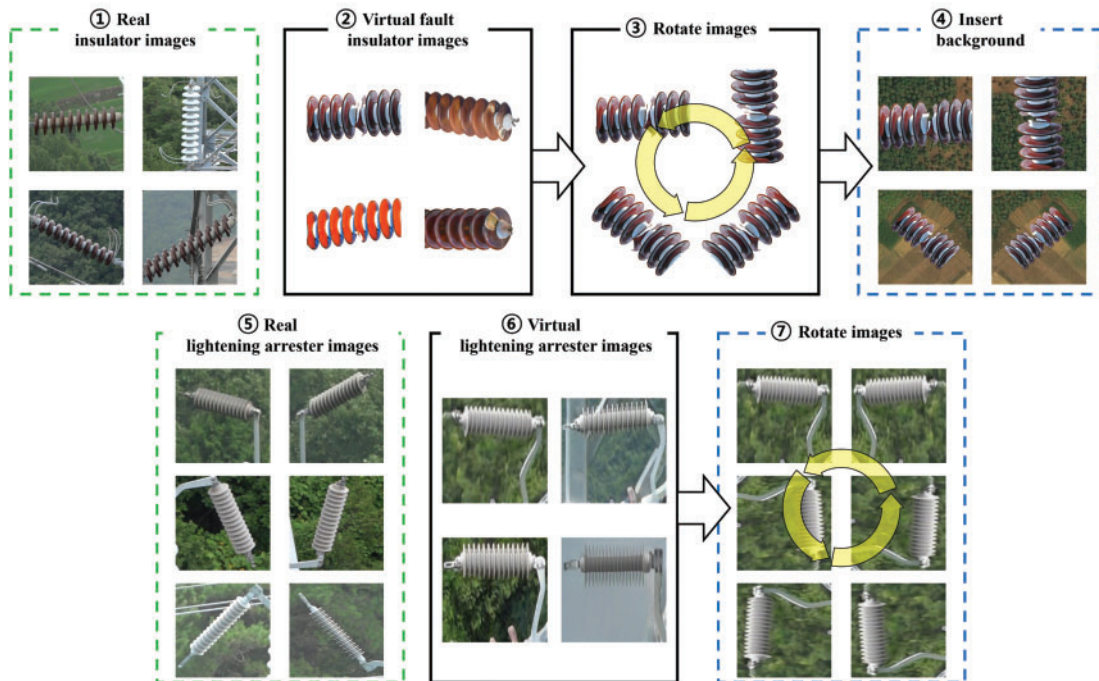 ① Real
insulator images
② Virtual fault
insulator images
③ Rotate images
④ Insert
background
⑤ Real
lightening arrester images
⑥ Virtual
lightening arrester images
⑦ Rotate images